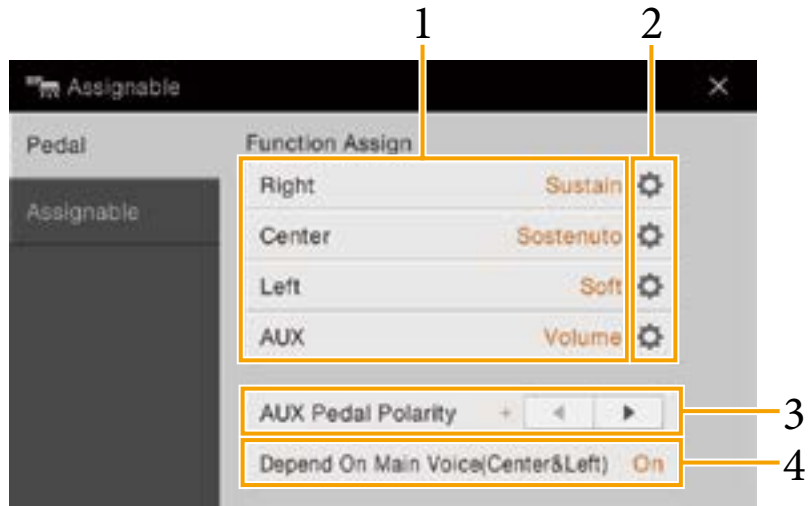 1 2
Assignable ×
Pedal
Function Assign
Assignable
Right Sustain
Center Sostenuto
Left Soft
AUX Volume
AUX Pedal Polarity +
3
Depend On Main Voice(Center&Left) On
4